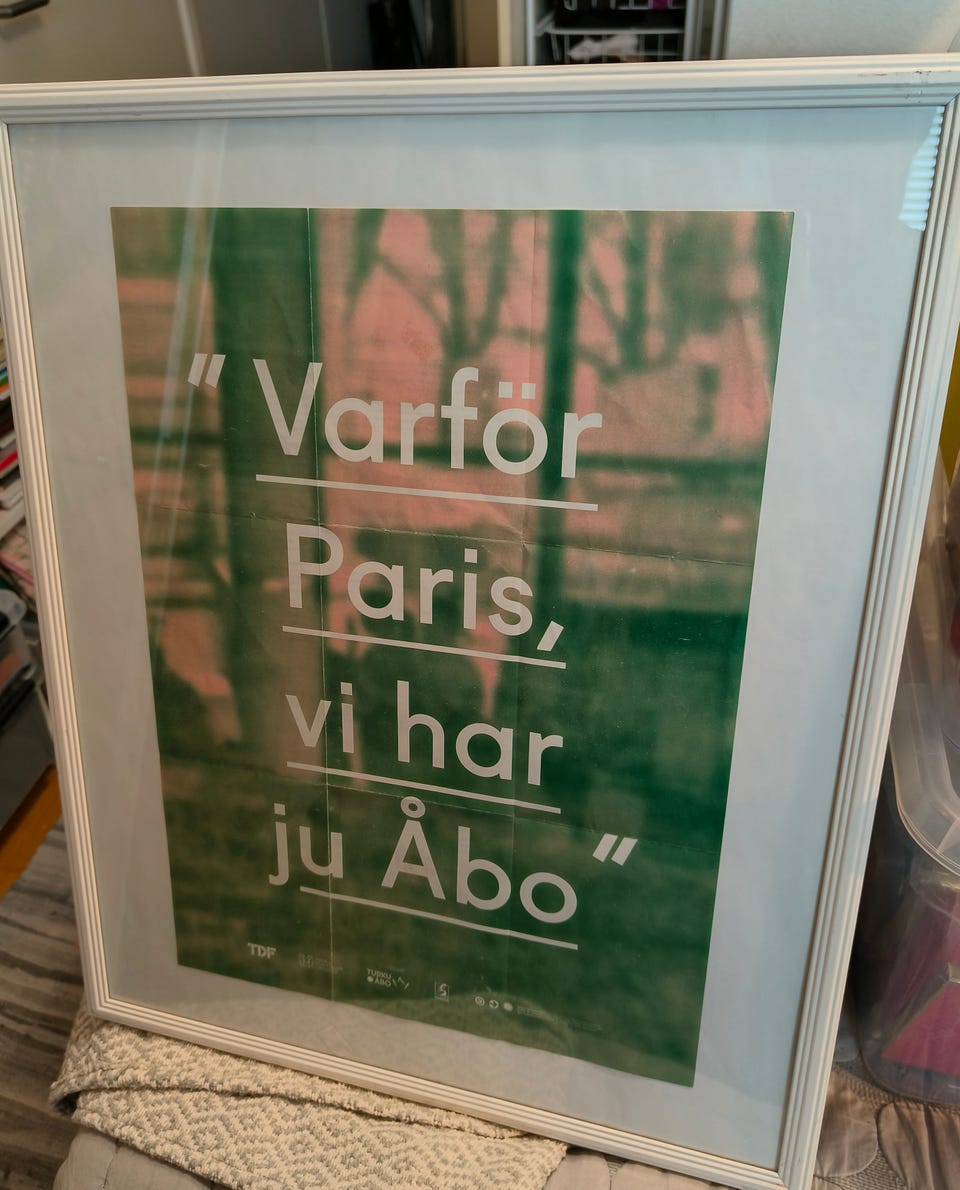 " Varför
Paris,
vi har
ju Åbo "
TDF
TURKU
ÅBO